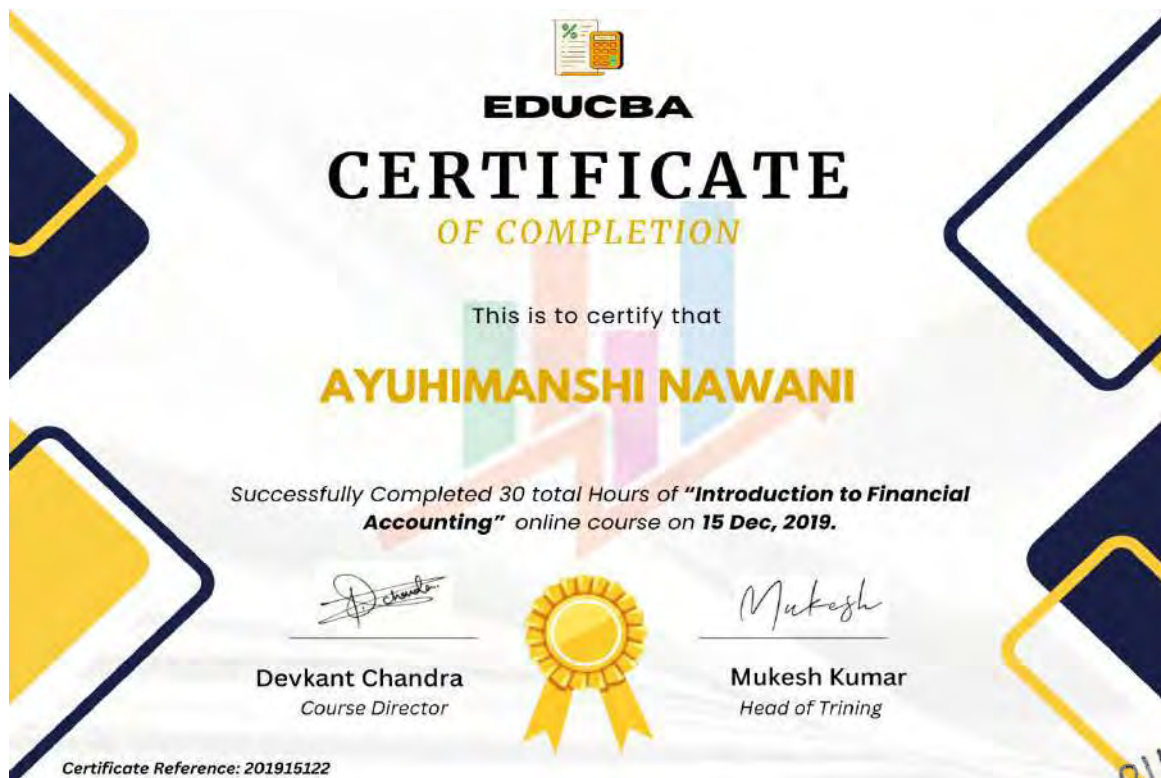 EDUCBA
CERTIFICATE
OF COMPLETION
This is to certify that
AYUHIMANSHI NAWANI
Successfully Completed 30 total Hours of “Introduction to Financial
Accounting” online course on 15 Dec, 2019.
D chanda
Mukesh
Devkant Chandra
Mukesh Kumar
Course Director
Head of Trining
Certificate Reference: 201915122